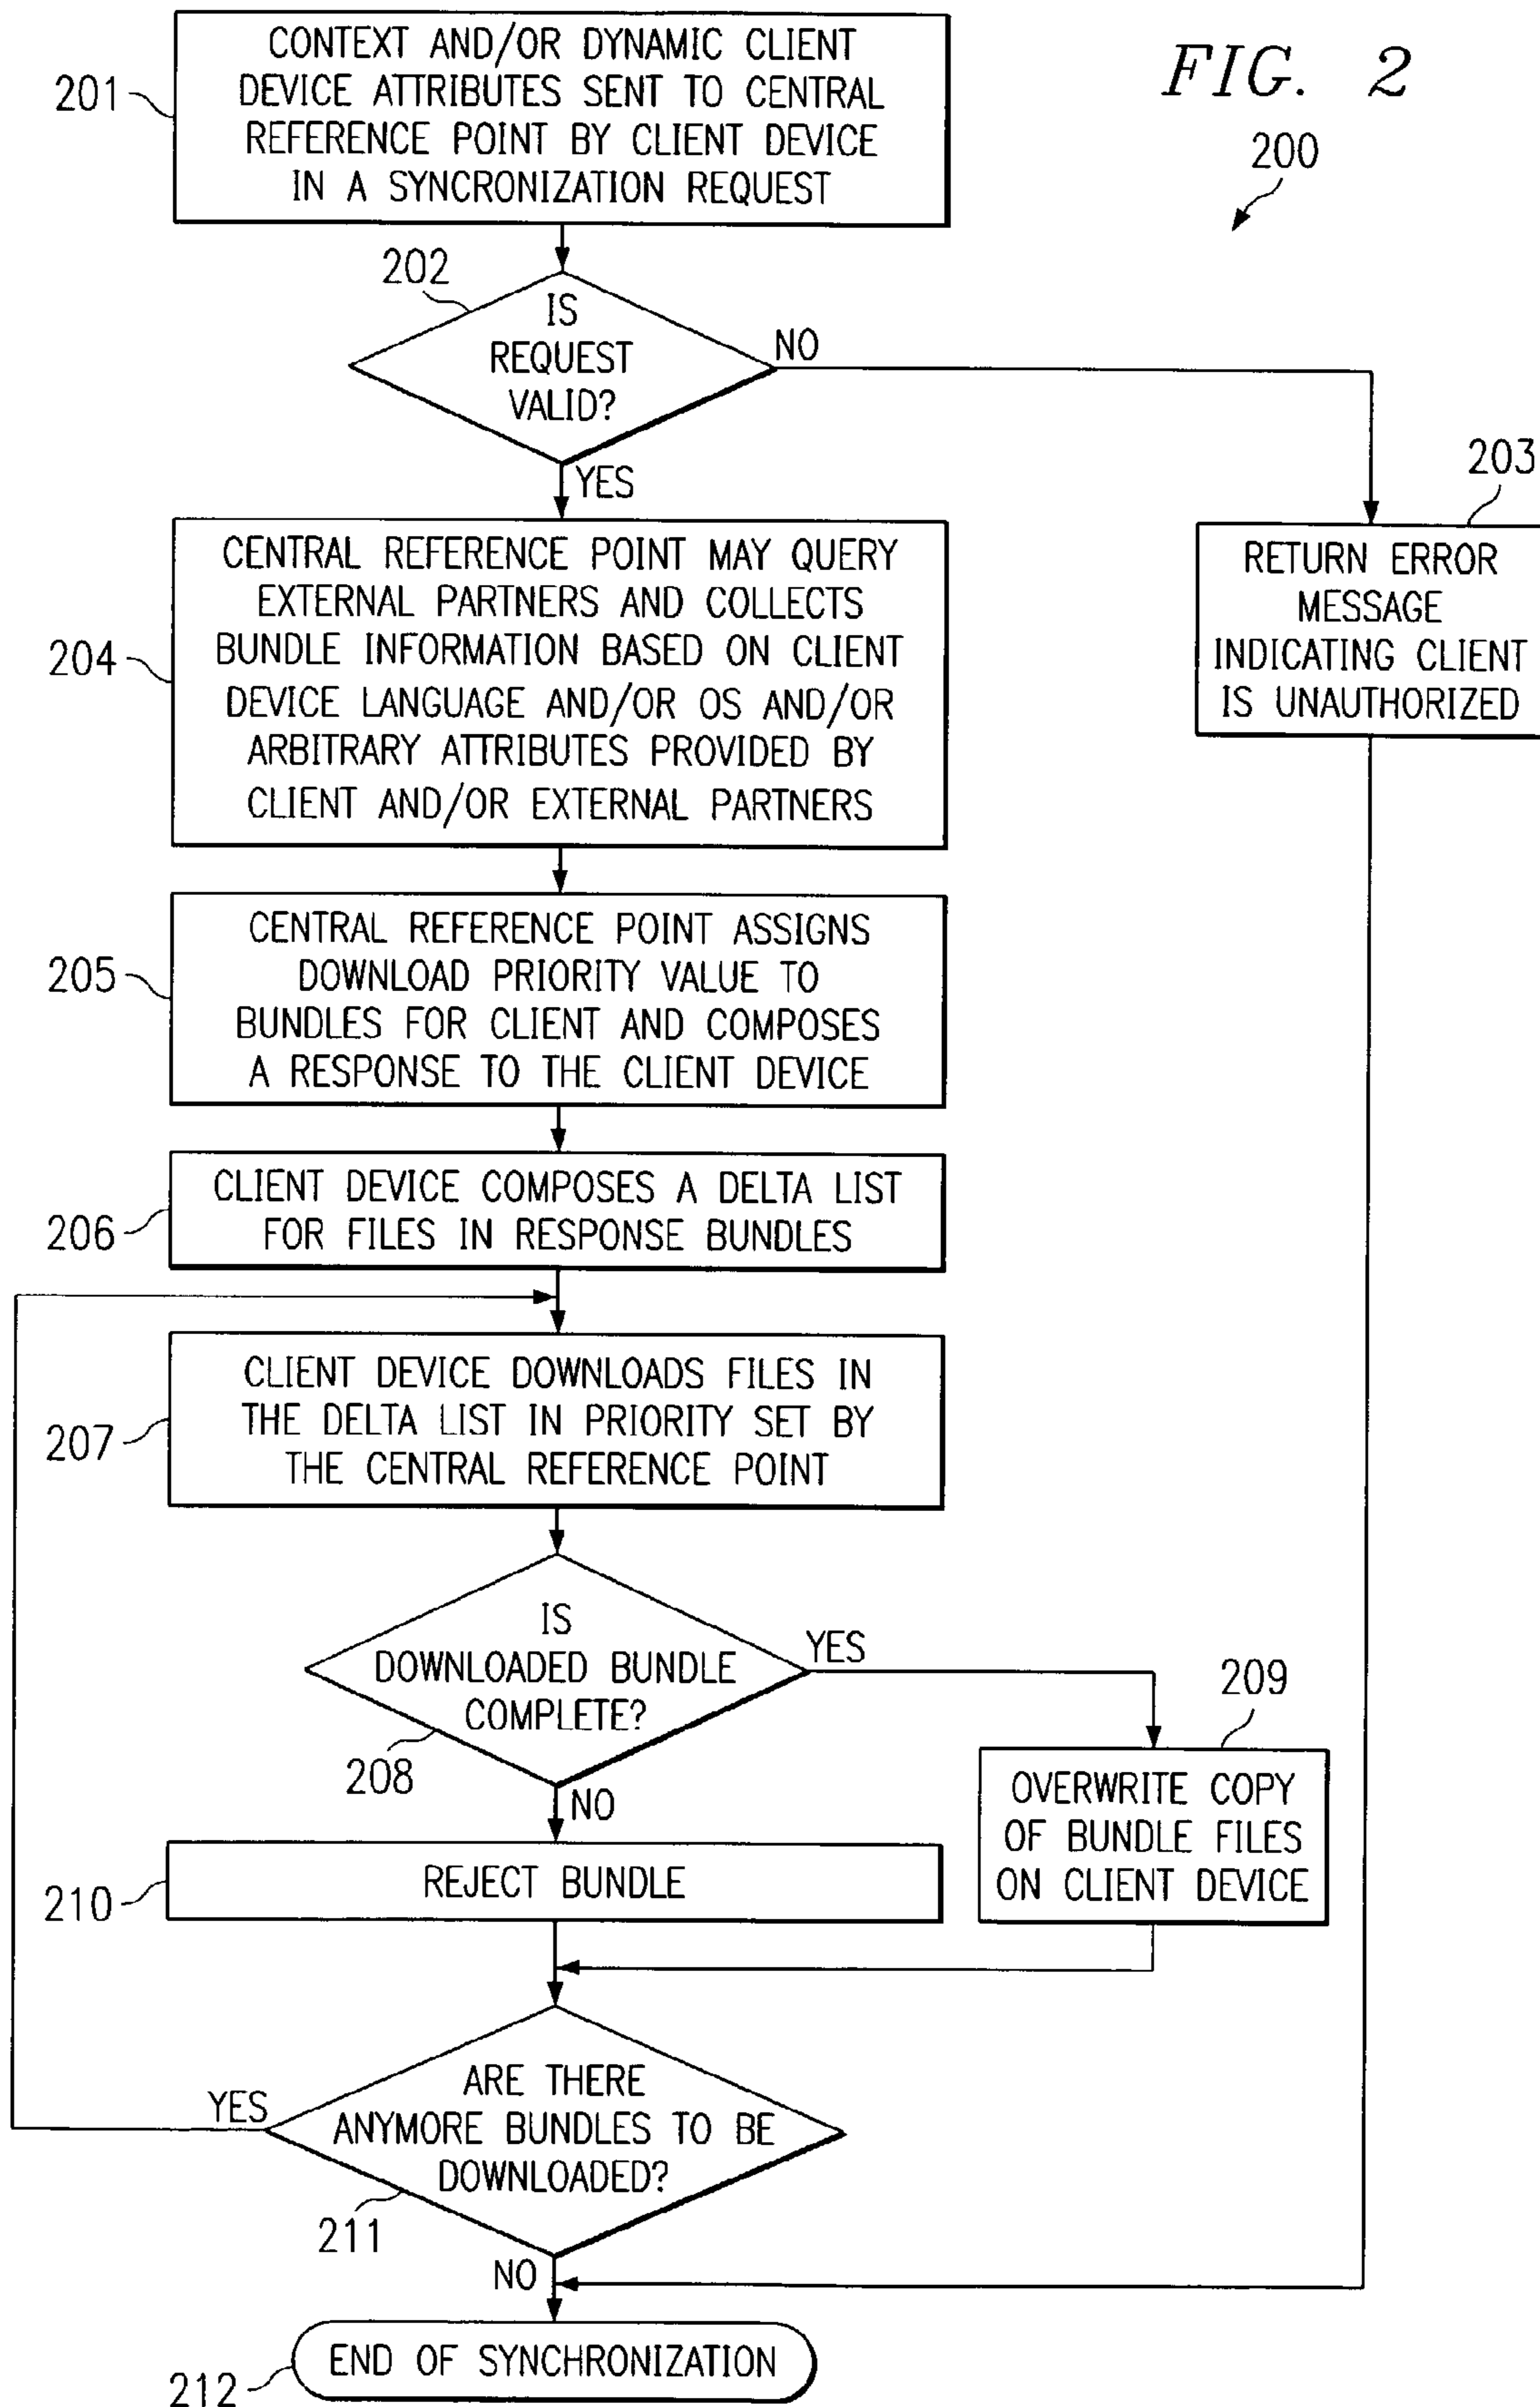 FIG. 2
200
201
CONTEXT AND/OR DYNAMIC CLIENT
DEVICE ATTRIBUTES SENT TO CENTRAL
REFERENCE POINT BY CLIENT DEVICE
IN A SYNCRONIZATION REQUEST
202
IS
REQUEST
VALID?
NO
YES
203
RETURN ERROR
MESSAGE
INDICATING CLIENT
IS UNAUTHORIZED
204
CENTRAL REFERENCE POINT MAY QUERY
EXTERNAL PARTNERS AND COLLECTS
BUNDLE INFORMATION BASED ON CLIENT
DEVICE LANGUAGE AND/OR OS AND/OR
ARBITRARY ATTRIBUTES PROVIDED BY
CLIENT AND/OR EXTERNAL PARTNERS
205
CENTRAL REFERENCE POINT ASSIGNS
DOWNLOAD PRIORITY VALUE TO
BUNDLES FOR CLIENT AND COMPOSES
A RESPONSE TO THE CLIENT DEVICE
206
CLIENT DEVICE COMPOSES A DELTA LIST
FOR FILES IN RESPONSE BUNDLES
207
CLIENT DEVICE DOWNLOADS FILES IN
THE DELTA LIST IN PRIORITY SET BY
THE CENTRAL REFERENCE POINT
IS
DOWNLOADED BUNDLE
COMPLETE?
208
YES
NO
209
OVERWRITE COPY
OF BUNDLE FILES
ON CLIENT DEVICE
210
REJECT BUNDLE
ARE THERE
ANYMORE BUNDLES TO BE
DOWNLOADED?
YES
211
NO
END OF SYNCHRONIZATION
212